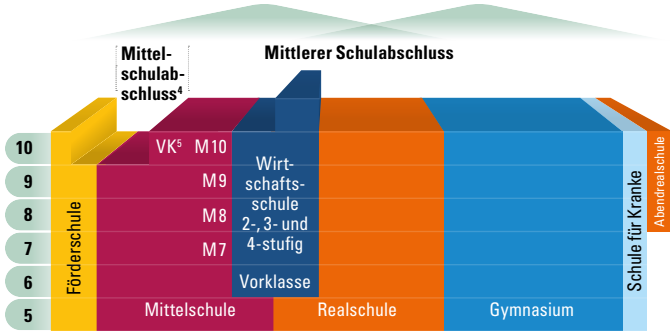 Mittel-
schulab-
schluss⁴
Mittlerer Schulabschluss
10
9
8
7
6
5
Förderschule
VK⁵ M10
M9
M8
M7
Mittelschule
Wirt-
schafts-
schule
2-, 3- und
4-stufig
Vorklasse
Realschule
Gymnasium
Schule für Kranke
Abendrealschule